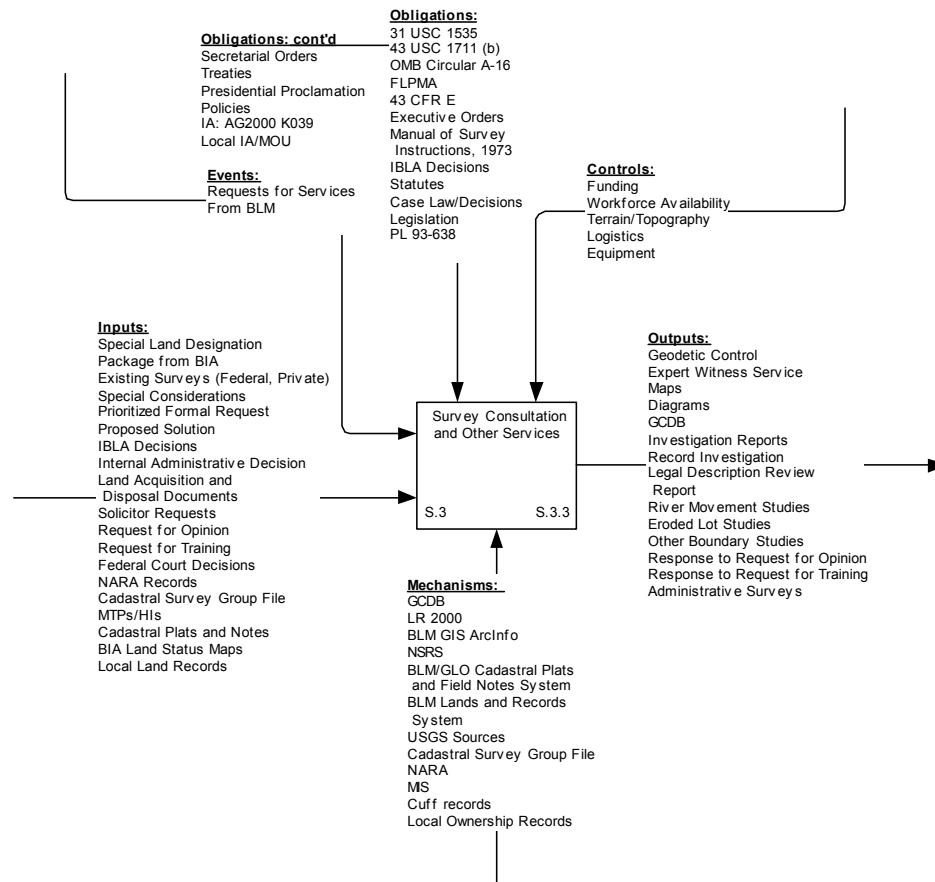 Obligations:
31 USC 1535
43 USC 1711 (b)
OMB Circular A-16
FLPMA
43 CFR E
Executive Orders
Manual of Survey
Instructions, 1973
IBLA Decisions
Statutes
Case Law/Decisions
Legislation
PL 93-638
Obligations: cont'd
Secretarial Orders
Treaties
Presidential Proclamation
Policies
IA: AG2000 K039
Local IA/MOU
Events:
Requests for Services
From BLM
Controls:
Funding
Workforce Availability
Terrain/Topography
Logistics
Equipment
Inputs:
Special Land Designation
Package from BIA
Existing Surveys (Federal, Private)
Special Considerations
Prioritized Formal Request
Proposed Solution
IBLA Decisions
Internal Administrative Decision
Land Acquisition and
Disposal Documents
Solicitor Requests
Request for Opinion
Request for Training
Federal Court Decisions
NARA Records
Cadastral Survey Group File
MTPs/HIs
Cadastral Plats and Notes
BIA Land Status Maps
Local Land Records
Survey Consultation
and Other Services
S.3 S.3.3
Outputs:
Geodetic Control
Expert Witness Service
Maps
Diagrams
GCDB
Investigation Reports
Record Investigation
Legal Description Review
Report
River Movement Studies
Eroded Lot Studies
Other Boundary Studies
Response to Request for Opinion
Response to Request for Training
Administrative Surveys
Mechanisms:
GCDB
LR 2000
BLM GIS ArcInfo
NSRS
BLM/GLO Cadastral Plats
and Field Notes System
BLM Lands and Records
System
USGS Sources
Cadastral Survey Group File
NARA
MIS
Cuff records
Local Ownership Records